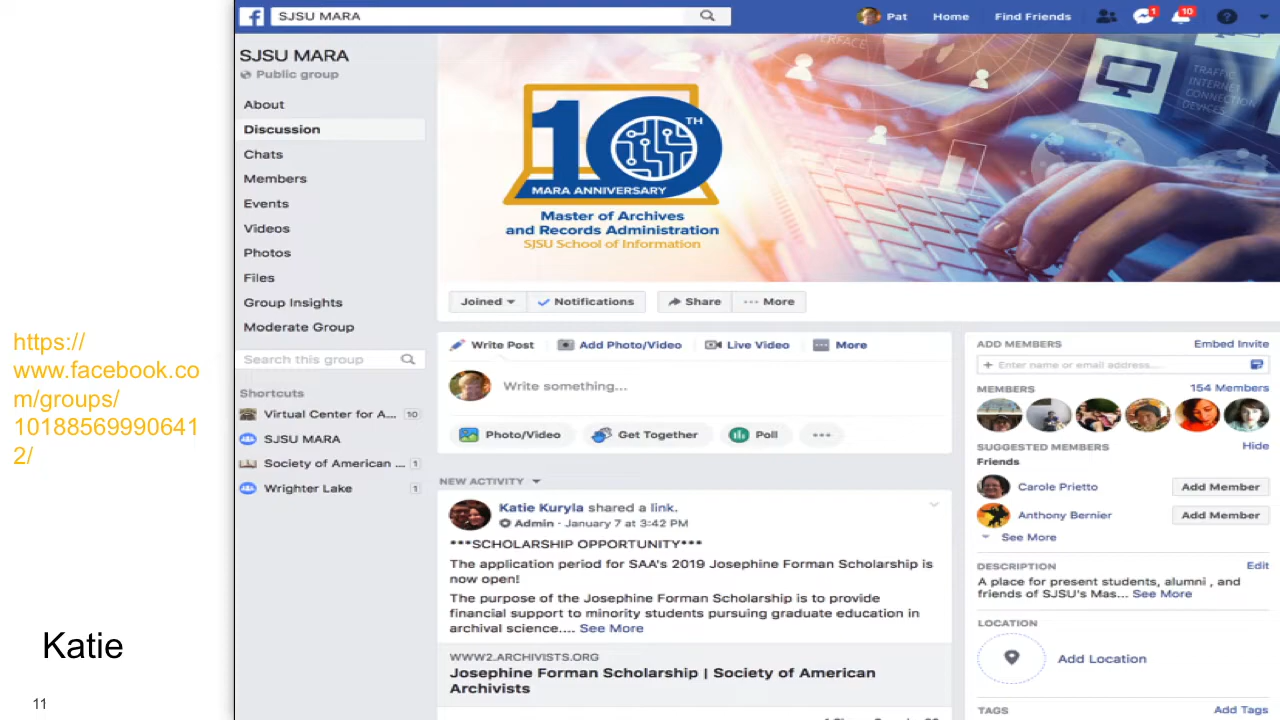 SJSU MARA
Pat
Home
Find Friends
1
10
?
SJSU MARA
Public group
About
Discussion
Chats
Members
Events
Videos
Photos
Files
Group Insights
Moderate Group
Search this group
Shortcuts
Virtual Center for A... 10
SJSU MARA
Society of American ... 1
Wrighter Lake 1
https://
www.facebook.co
m/groups/
10188569990641
2/
Katie
11
INTERFACE
TRAFFIC
INTERNET
CONNECTION
DEVICES
10TH
MARA ANNIVERSARY
Master of Archives
and Records Administration
SJSU School of Information
Joined
Notifications
Share
More
Write Post
Add Photo/Video
Live Video
More
Write something...
Photo/Video
Get Together
Poll
NEW ACTIVITY
Katie Kuryla shared a link.
Admin · January 7 at 3:42 PM
***SCHOLARSHIP OPPORTUNITY***
The application period for SAA's 2019 Josephine Forman Scholarship is
now open!
The purpose of the Josephine Forman Scholarship is to provide
financial support to minority students pursuing graduate education in
archival science.... See More
WWW2.ARCHIVISTS.ORG
Josephine Forman Scholarship | Society of American
Archivists
ADD MEMBERS
Embed Invite
+ Enter name or email address.....
MEMBERS
154 Members
SUGGESTED MEMBERS
Hide
Friends
Carole Prietto
Add Member
Anthony Bernier
Add Member
See More
DESCRIPTION
Edit
A place for present students, alumni , and
friends of SJSU's Mas... See More
LOCATION
Add Location
TAGS
Add Tags